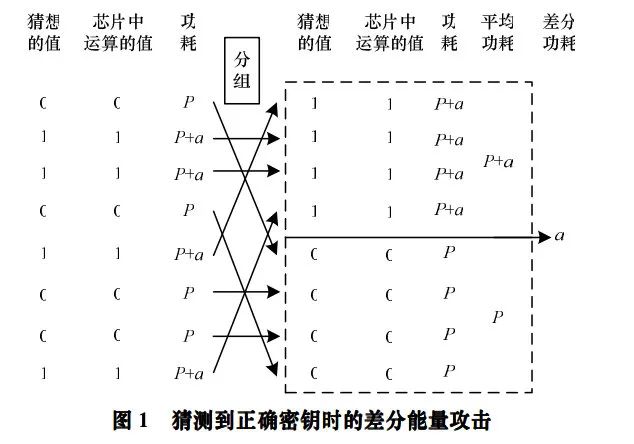 猜想的值 芯片中运算的值 功耗 分组 猜想的值 芯片中运算的值 功耗 平均功耗 差分功耗
0 0 P 1 1 P+a
1 1 P+a 1 1 P+a
P+a
1 1 P+a 1 1 P+a
0 0 P 1 1 P+a
a
1 1 P+a 0 0 P
0 0 P 0 0 P
P
0 0 P 0 0 P
1 1 P+a 0 0 P
图 1 猜测到正确密钥时的差分能量攻击